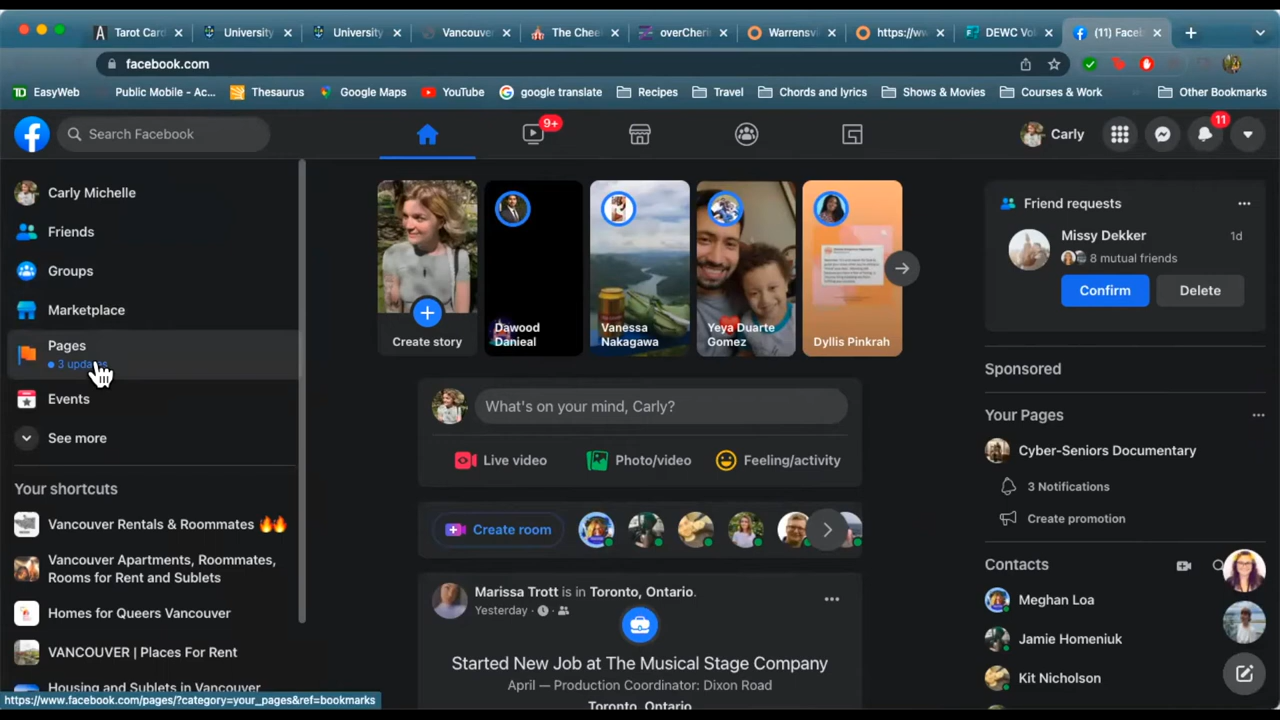 Tarot Card
University
University
Vancouver
The Chee
overCher
Warrensv
https://ww
DEWC Vol
(11) Faceb
facebook.com
EasyWeb
Public Mobile - Ac...
Thesaurus
Google Maps
YouTube
google translate
Recipes
Travel
Chords and lyrics
Shows & Movies
Courses & Work
Other Bookmarks
Search Facebook
9+
Carly
11
Carly Michelle
Friends
Groups
Marketplace
Pages
3 updates
Events
See more
Your shortcuts
Vancouver Rentals & Roommates 🔥🔥
Vancouver Apartments, Roommates,
Rooms for Rent and Sublets
Homes for Queers Vancouver
VANCOUVER | Places For Rent
Housing and Sublets in Vancouver
https://www.facebook.com/pages/?category=your_pages&ref=bookmarks
Create story
Dawood
Danieal
Vanessa
Nakagawa
Yeya Duarte
Gomez
Dyllis Pinkrah
What's on your mind, Carly?
Live video
Photo/video
Feeling/activity
Create room
Marissa Trott is in Toronto, Ontario.
Yesterday
Started New Job at The Musical Stage Company
April — Production Coordinator: Dixon Road
Toronto, Ontario
Friend requests
Missy Dekker
1d
8 mutual friends
Confirm
Delete
Sponsored
Your Pages
Cyber-Seniors Documentary
3 Notifications
Create promotion
Contacts
Meghan Loa
Jamie Homeniuk
Kit Nicholson